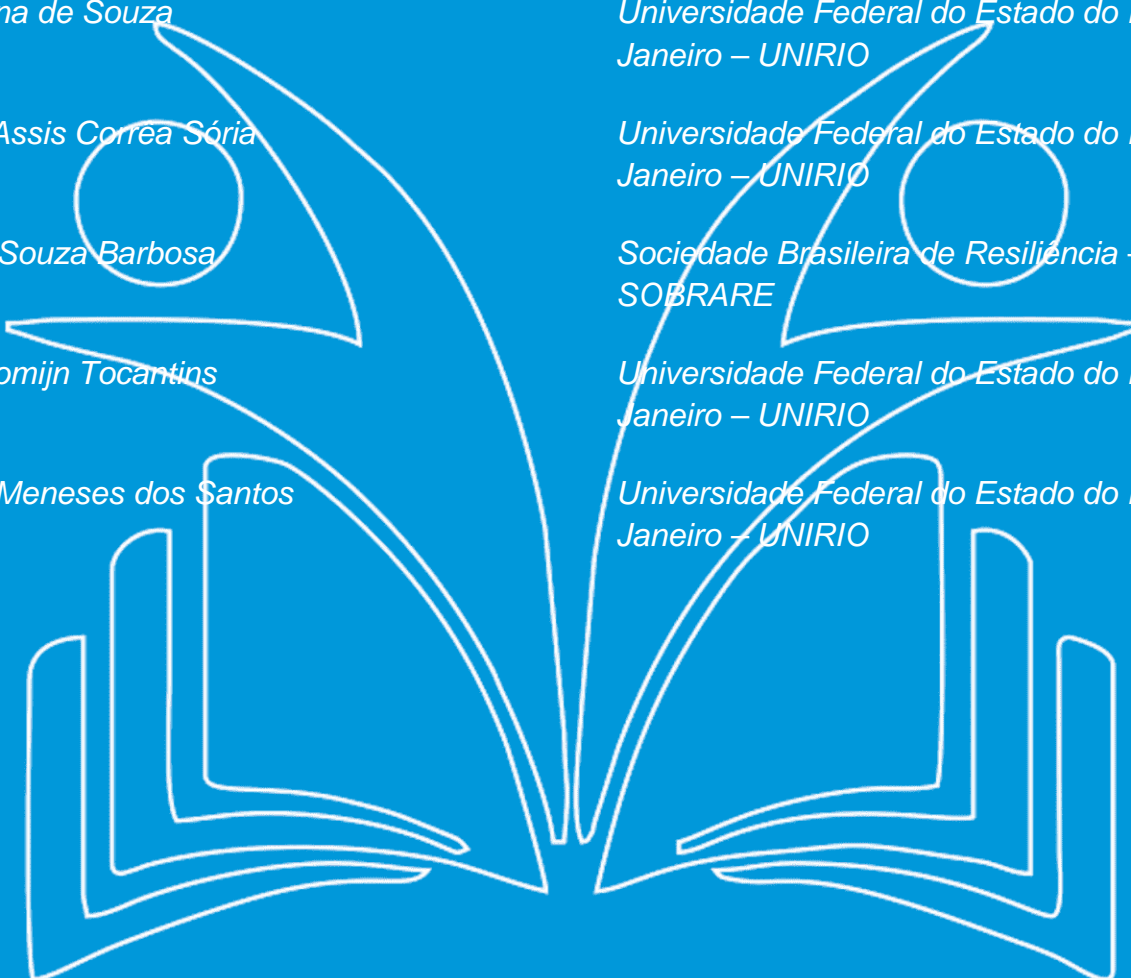 na de Souza
Universidade Federal do Estado do
Janeiro – UNIRIO
Assis Corrêa Sória
Universidade Federal do Estado do
Janeiro – UNIRIO
Souza Barbosa
Sociedade Brasileira de Resiliência -
SOBRARE
omijn Tocantins
Universidade Federal do Estado do
Janeiro – UNIRIO
Meneses dos Santos
Universidade Federal do Estado do
Janeiro – UNIRIO